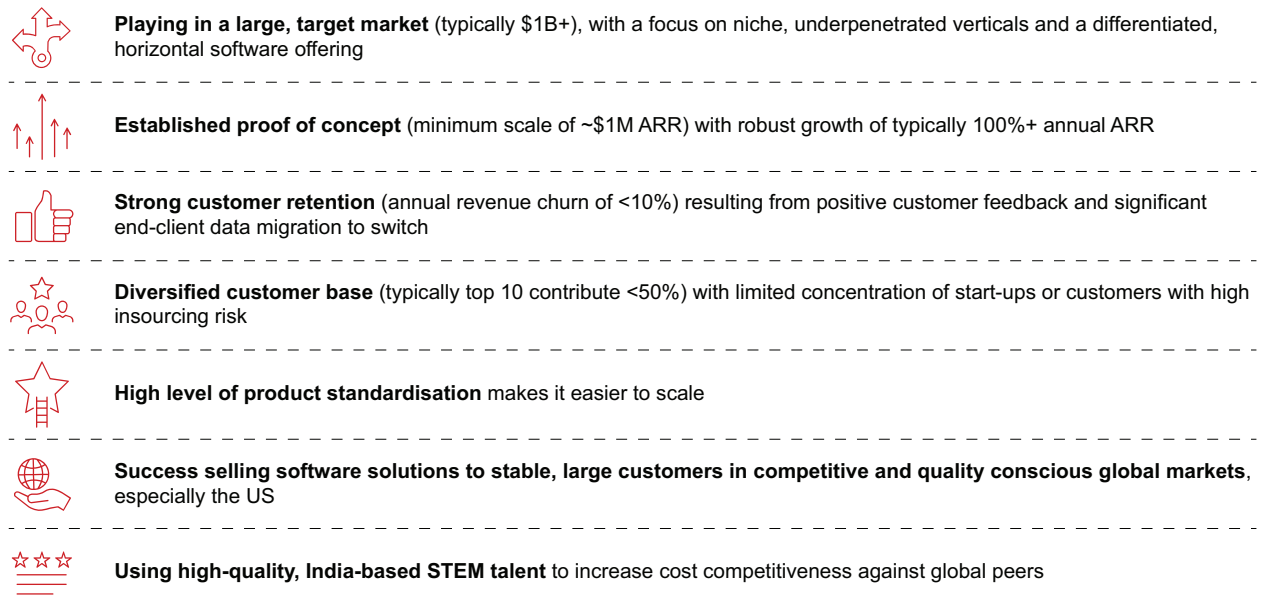 Playing in a large, target market (typically $1B+), with a focus on niche, underpenetrated verticals and a differentiated,
horizontal software offering
Established proof of concept (minimum scale of ~$1M ARR) with robust growth of typically 100%+ annual ARR
Strong customer retention (annual revenue churn of <10%) resulting from positive customer feedback and significant
end-client data migration to switch
Diversified customer base (typically top 10 contribute <50%) with limited concentration of start-ups or customers with high
insourcing risk
High level of product standardisation makes it easier to scale
Success selling software solutions to stable, large customers in competitive and quality conscious global markets,
especially the US
Using high-quality, India-based STEM talent to increase cost competitiveness against global peers